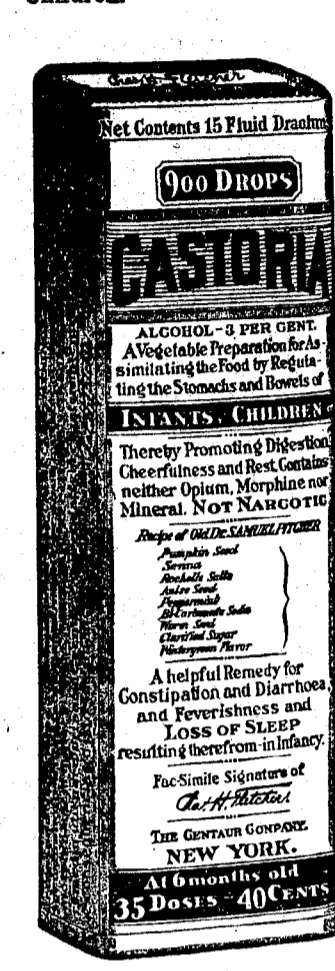 Net Contents 15 Fluid Drachm
900 DROPS
CASTORIA
ALCOHOL-3 PER CENT.
A Vegetable Preparation for As-
similating the Food by Regula-
ting the Stomachs and Bowels of
INFANTS, CHILDREN
Thereby Promoting Digestion
Cheerfulness and Rest. Contains
neither Opium, Morphine nor
Mineral. NOT NARCOTIC
Recipe of Old Dr. SAMUEL PITCHER
Pumpkin Seed
Senna
Rochelle Salts
Anise Seed
Peppermint
Bi-Carbonate Soda
Worm Seed
Clarified Sugar
Wintergreen Flavor
A helpful Remedy for
Constipation and Diarrhoea
and Feverishness and
LOSS OF SLEEP
resulting therefrom-in Infancy.
Fac-Simile Signature of
Chas. H. Fletcher
THE CENTAUR COMPANY.
NEW YORK.
At 6 months old
35 DOSES - 40 CENTS